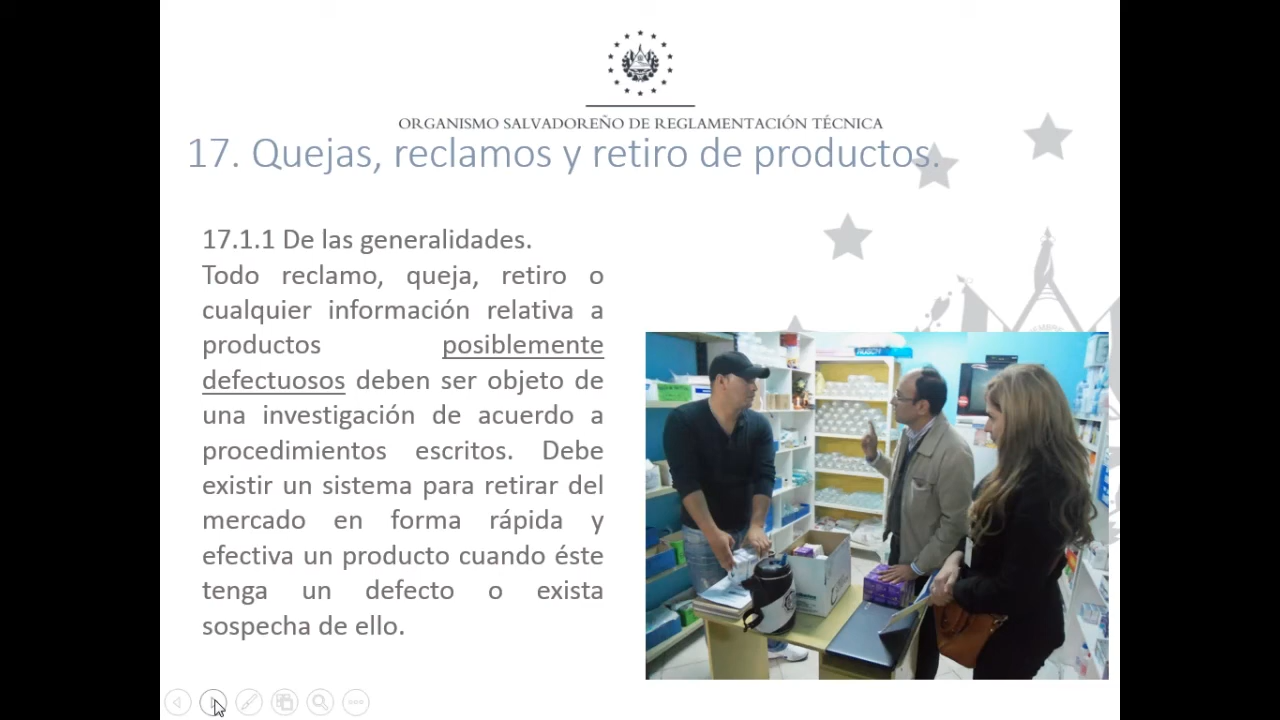 ORGANISMO SALVADOREÑO DE REGLAMENTACIÓN TÉCNICA
17. Quejas, reclamos y retiro de productos.
17.1.1 De las generalidades.
Todo reclamo, queja, retiro o
cualquier información relativa a
productos posiblemente
defectuosos deben ser objeto de
una investigación de acuerdo a
procedimientos escritos. Debe
existir un sistema para retirar del
mercado en forma rápida y
efectiva un producto cuando éste
tenga un defecto o exista
sospecha de ello.